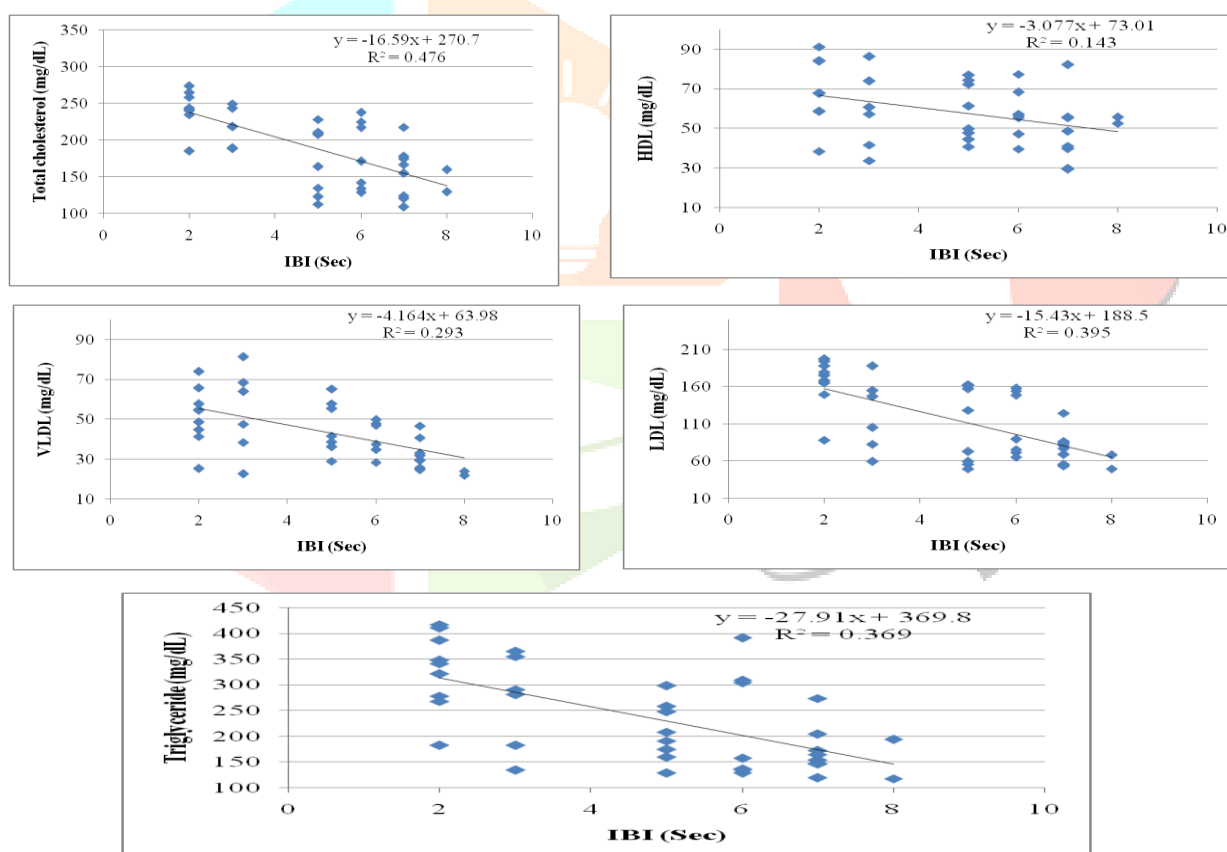 y = -16.59x + 270.7
R² = 0.476
Total cholesterol (mg/dL)
350
300
250
200
150
100
0 2 4 6 8 10
IBI (Sec)
y = -3.077x + 73.01
R² = 0.143
HDL (mg/dL)
90
70
50
30
10
0 2 4 6 8 10
IBI (Sec)
y = -4.164x + 63.98
R² = 0.293
VLDL (mg/dL)
90
70
50
30
10
0 2 4 6 8 10
IBI (Sec)
y = -15.43x + 188.5
R² = 0.395
LDL (mg/dL)
210
160
110
60
10
0 2 4 6 8 10
IBI (Sec)
y = -27.91x + 369.8
R² = 0.369
Triglyceride (mg/dL)
450
400
350
300
250
200
150
100
0 2 4 6 8 10
IBI (Sec)